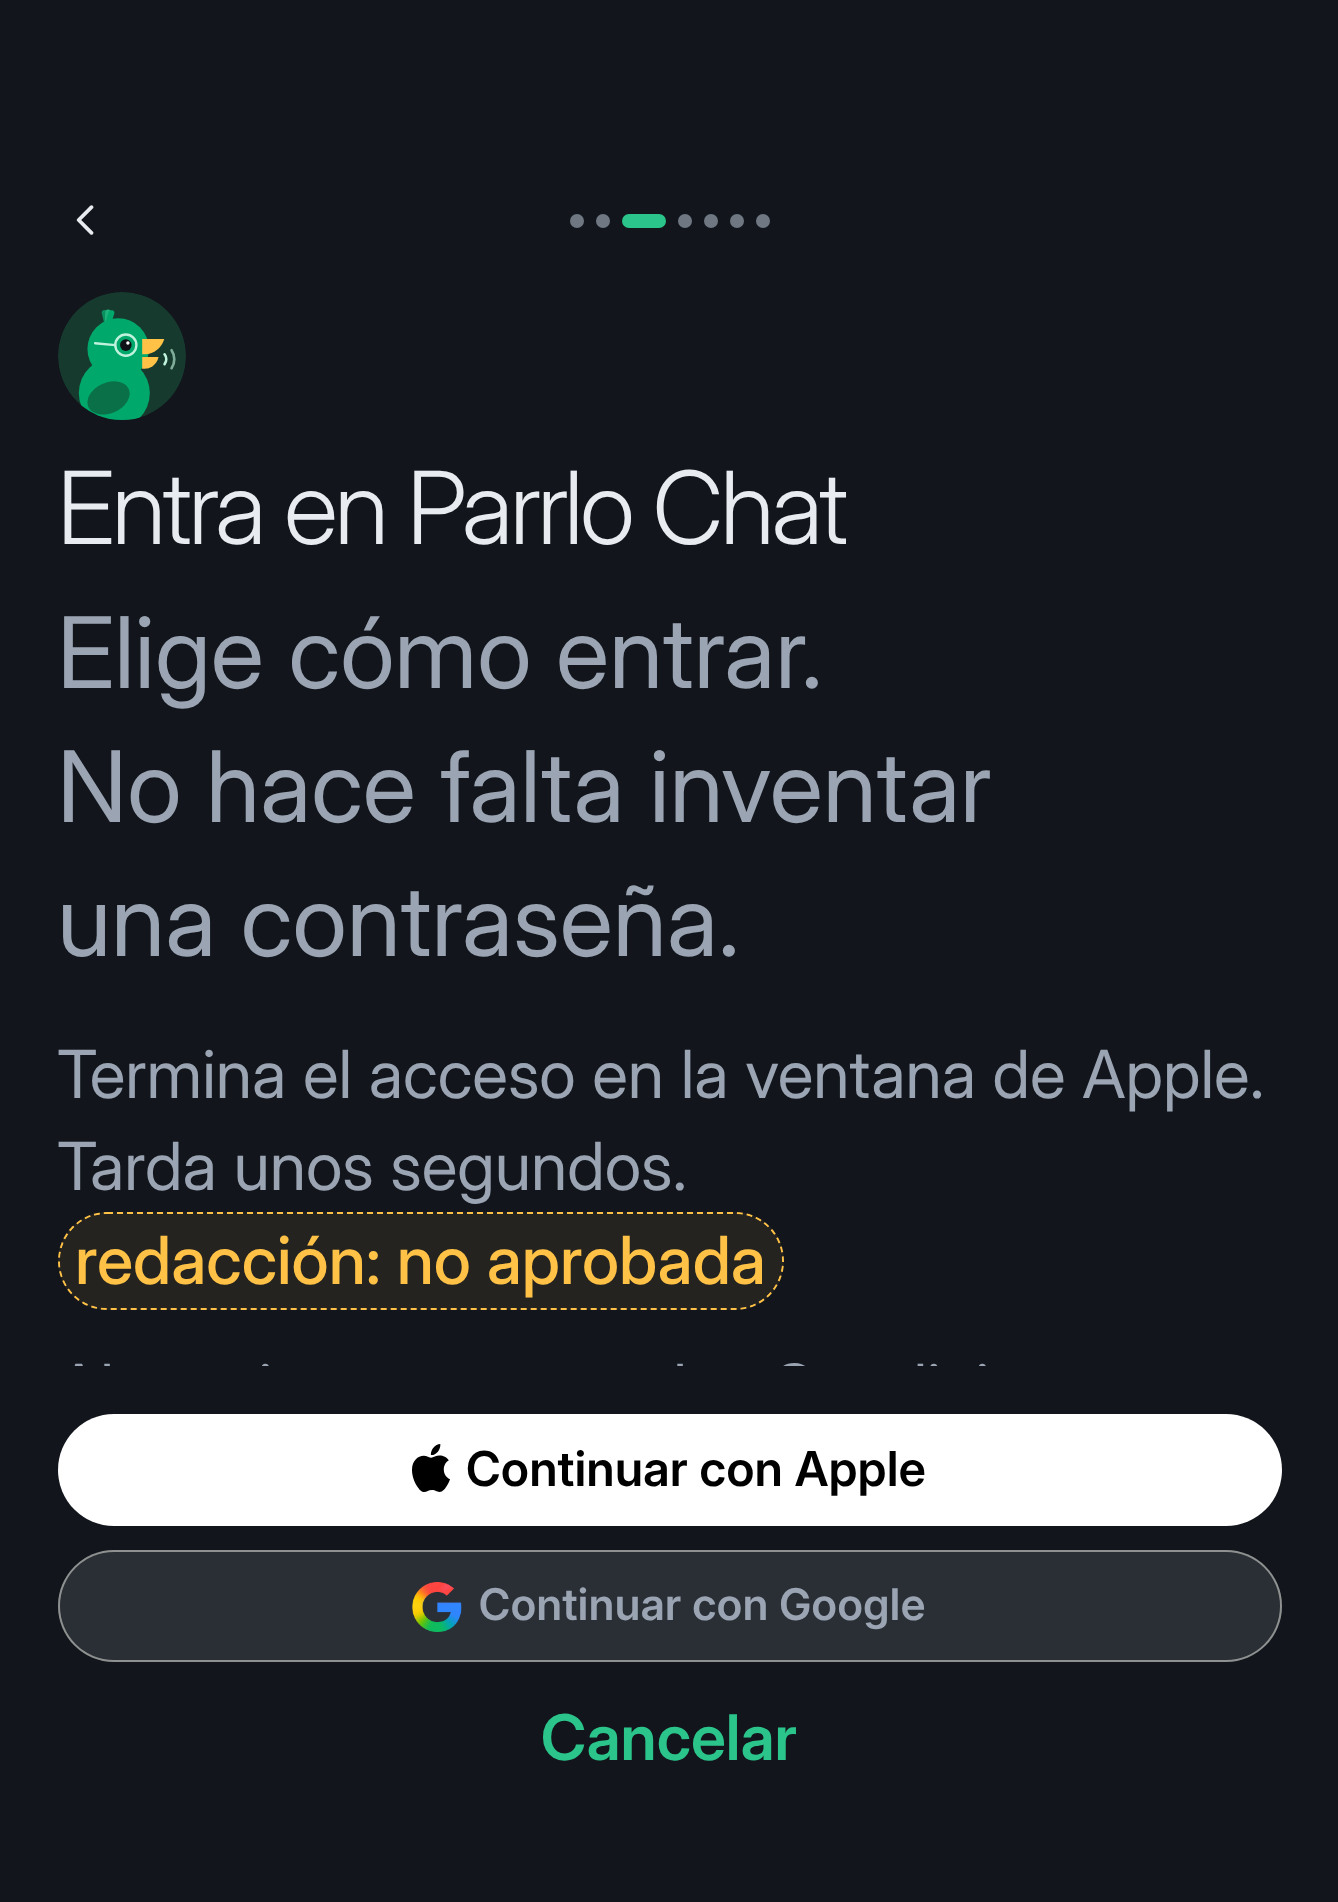 Entra en Parrlo Chat
Elige cómo entrar.
No hace falta inventar
una contraseña.
Termina el acceso en la ventana de Apple.
Tarda unos segundos.
redacción: no aprobada
Continuar con Apple
Continuar con Google
Cancelar